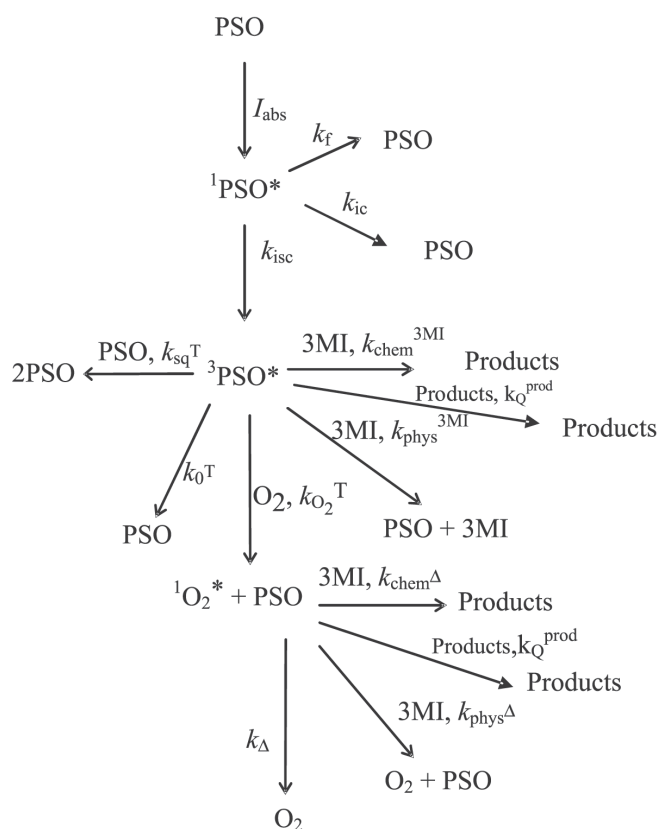 PSO
I_abs
k_f PSO
¹PSO*
k_ic
k_isc PSO
PSO, k_sq^T 3MI, k_chem^3MI Products
2PSO ³PSO* Products, k_Q^prod
3MI, k_phys^3MI Products
k_0^T O₂, k_O₂^T
PSO PSO + 3MI
¹O₂* + PSO 3MI, k_chem^Δ Products
Products,k_Q^prod
Products
3MI, k_phys^Δ
k_Δ
O₂ + PSO
O₂